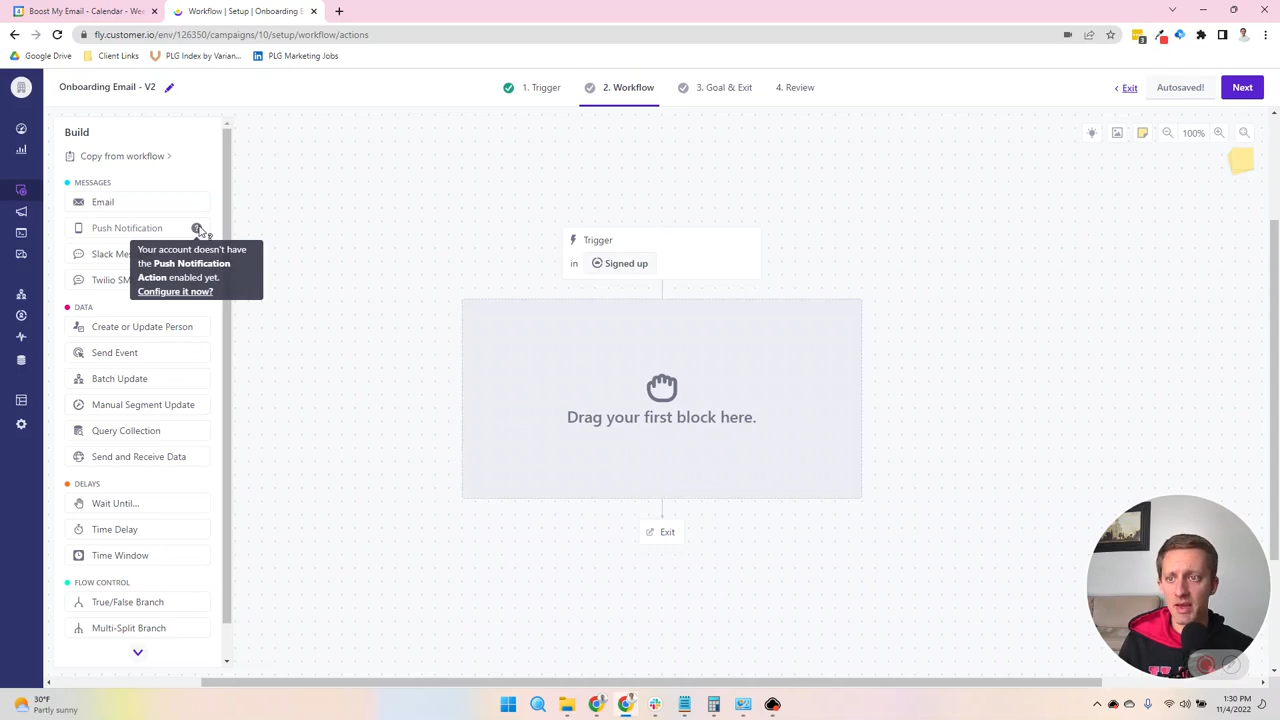 Boost My Email - Calendar - We
Workflow | Setup | Onboarding E
fly.customer.io/env/126350/campaigns/10/setup/workflow/actions
Google Drive
Client Links
PLG Index by Varian...
PLG Marketing Jobs
Onboarding Email - V2
1. Trigger
2. Workflow
3. Goal & Exit
4. Review
Exit
Autosaved!
Next
Build
Copy from workflow
100%
MESSAGES
Email
Push Notification
Slack Mes
Twilio SM
Your account doesn't have
the Push Notification
Action enabled yet.
Configure it now?
DATA
Create or Update Person
Send Event
Batch Update
Manual Segment Update
Query Collection
Send and Receive Data
DELAYS
Wait Until...
Time Delay
Time Window
FLOW CONTROL
True/False Branch
Multi-Split Branch
Trigger
in
Signed up
Drag your first block here.
Exit
30°F
Partly sunny
1:30 PM
11/4/2022